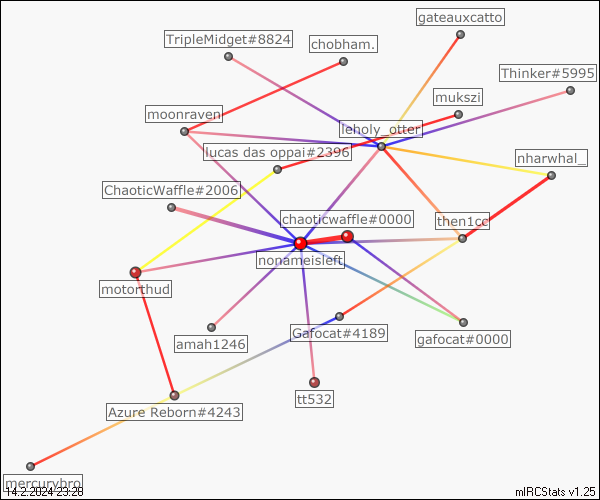 gateauxcatto
TripleMidget#8824
chobham.
Thinker#5995
mukszi
moonraven
leholy_otter
lucas das oppai#2396
nharwhal_
ChaoticWaffle#2006
chaoticwaffle#0000
then1cc
nonameisleft
motorthud
Gafocat#4189
gafocat#0000
amah1246
tt532
Azure Reborn#4243
mercurybro
14.2.2024 23:28
mIRCStats v1.25